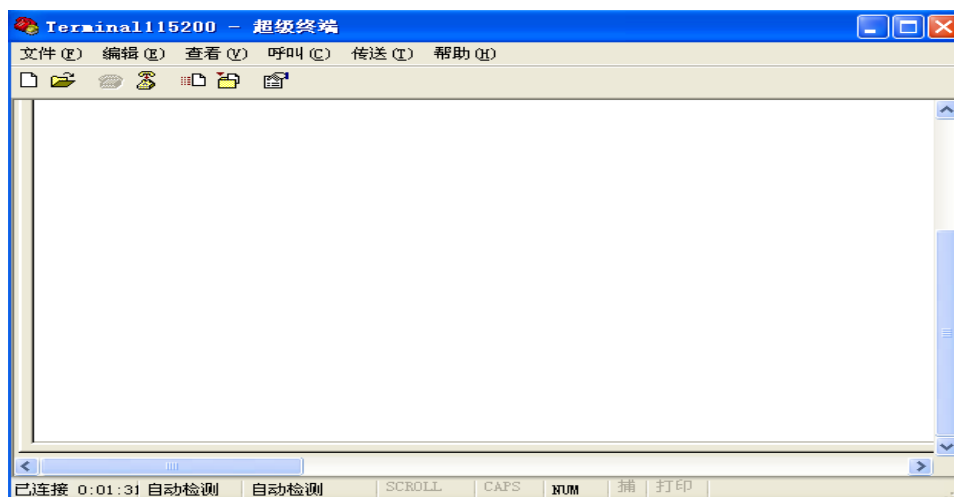 Terminal115200 - 超级终端
文件(F) 编辑(E) 查看(V) 呼叫(C) 传送(T) 帮助(H)
已连接 0:01:31 自动检测 自动检测 SCROLL CAPS NUM 捕 打印